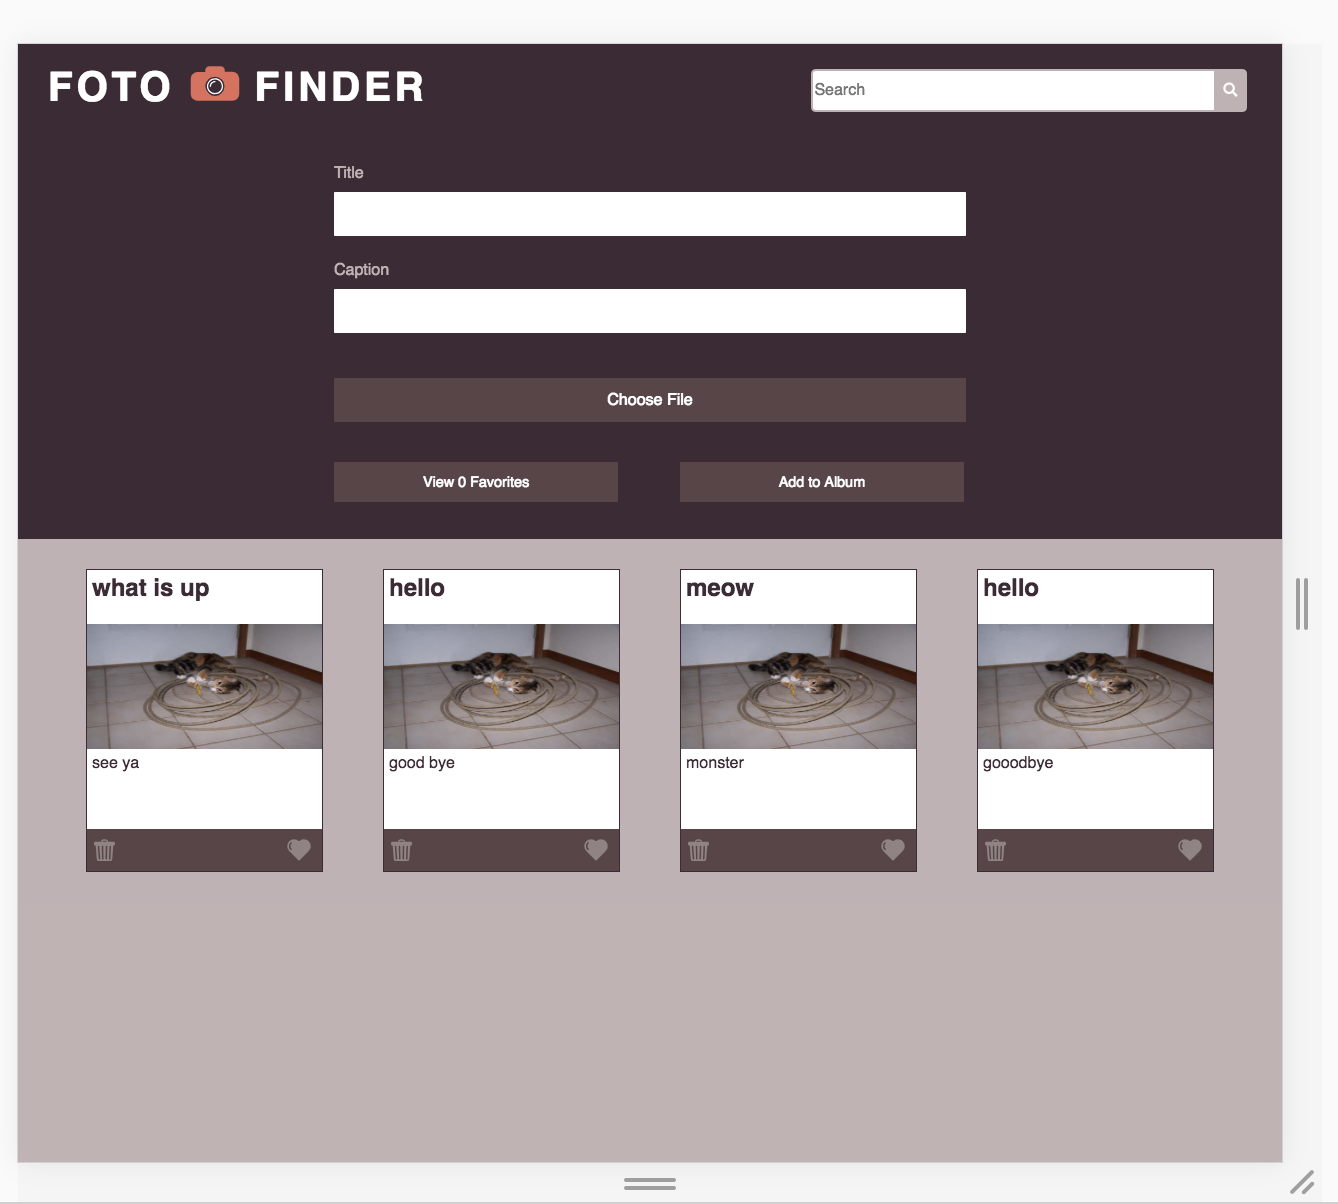 FOTO FINDER
Search
Title
Caption
Choose File
View 0 Favorites
Add to Album
what is up
hello
meow
hello
see ya
good bye
monster
gooodbye